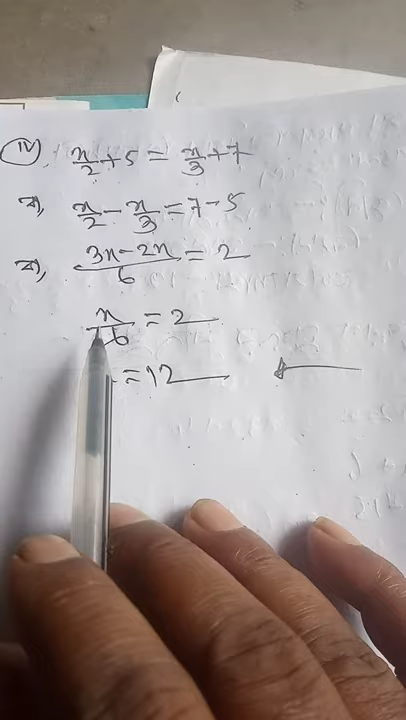 (iv) x/2 + 5 = x/3 + 7
বা, x/2 - x/3 = 7 - 5
বা, (3x - 2x)/6 = 2
x/6 = 2
= 12